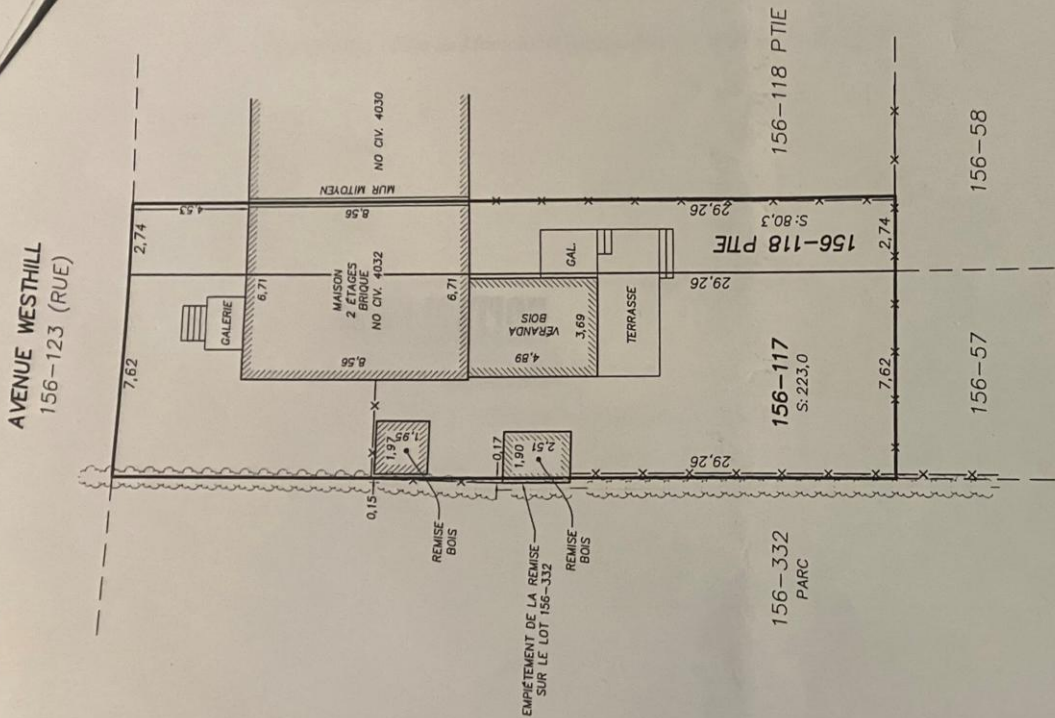 AVENUE WESTHILL
156-123 (RUE)
7,62
2,74
4,53
GALERIE
6,71
MAISON
2 ÉTAGES
BRIQUE
NO CIV. 4032
8,56
8,56
6,71
MUR MITOYEN
NO CIV. 4030
1,97
1,95
0,15
REMISE
BOIS
0,17
1,90
2,51
REMISE
BOIS
EMPIÉTEMENT DE LA REMISE
SUR LE LOT 156-332
VÉRANDA
BOIS
4,89
3,69
GAL.
TERRASSE
29,26
29,26
29,26
156-118 PTIE
S: 80,3
156-118 PTIE
156-117
S: 223,0
7,62
2,74
156-332
PARC
156-57
156-58